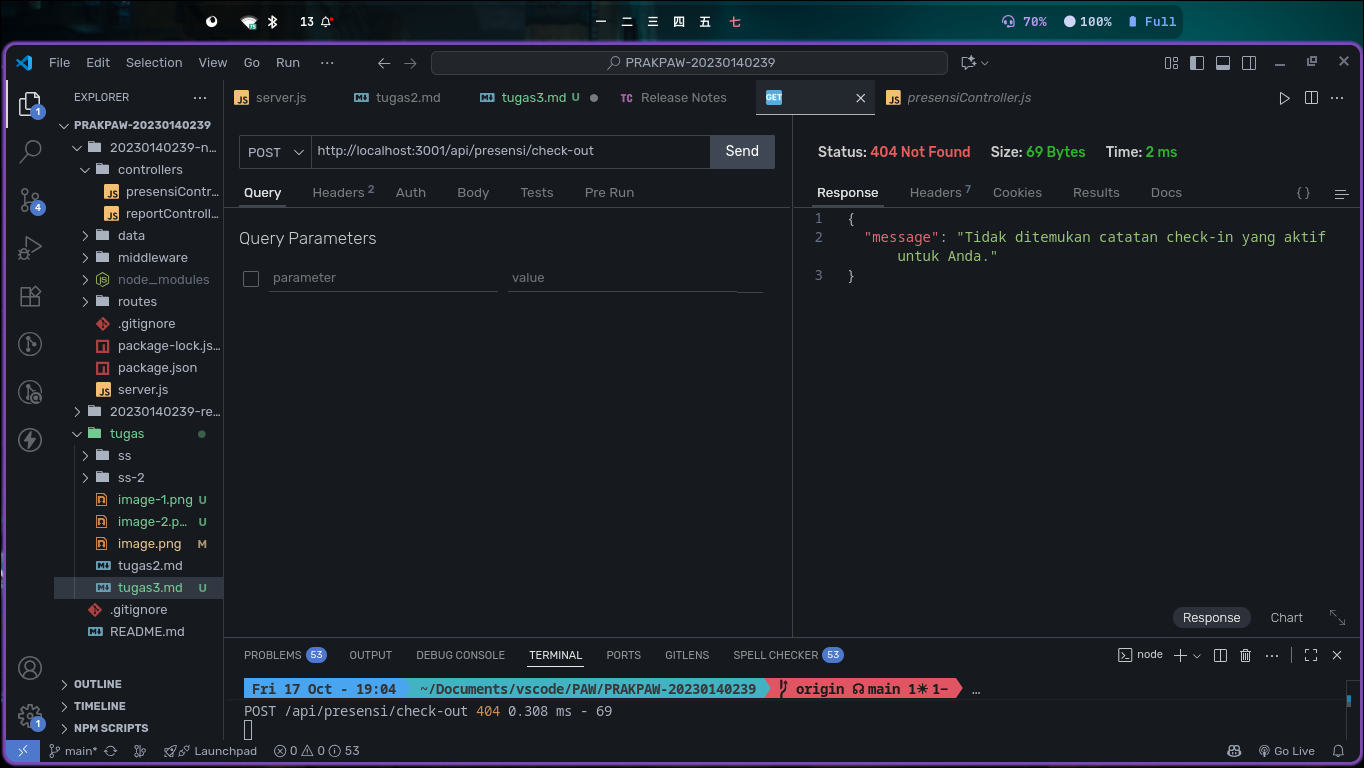 13
一 二 三 四 五 六 七
70% 100% Full
File Edit Selection View Go Run ··· PRAKPAW-20230140239
EXPLORER ···
server.js tugas2.md tugas3.md U Release Notes GET presensiController.js ···
PRAKPAW-20230140239
20230140239-n...
controllers
presensiContr...
reportControll...
data
middleware
node_modules
routes
.gitignore
package-lock.js...
package.json
server.js
20230140239-re...
tugas
ss
ss-2
image-1.png U
image-2.p... U
image.png M
tugas2.md
tugas3.md U
.gitignore
README.md
OUTLINE
TIMELINE
NPM SCRIPTS
1
4
1
POST http://localhost:3001/api/presensi/check-out Send
Query Headers 2 Auth Body Tests Pre Run
Query Parameters
parameter value
Status: 404 Not Found Size: 69 Bytes Time: 2 ms
Response Headers 7 Cookies Results Docs { }
1 {
2 "message": "Tidak ditemukan catatan check-in yang aktif
untuk Anda."
3 }
Response Chart
PROBLEMS 53 OUTPUT DEBUG CONSOLE TERMINAL PORTS GITLENS SPELL CHECKER 53 node ···
Fri 17 Oct - 19:04 ~/Documents/vscode/PAW/PRAKPAW-20230140239 origin main 1☀ 1− …
POST /api/presensi/check-out 404 0.308 ms - 69
main* Launchpad 0 0 53 Go Live